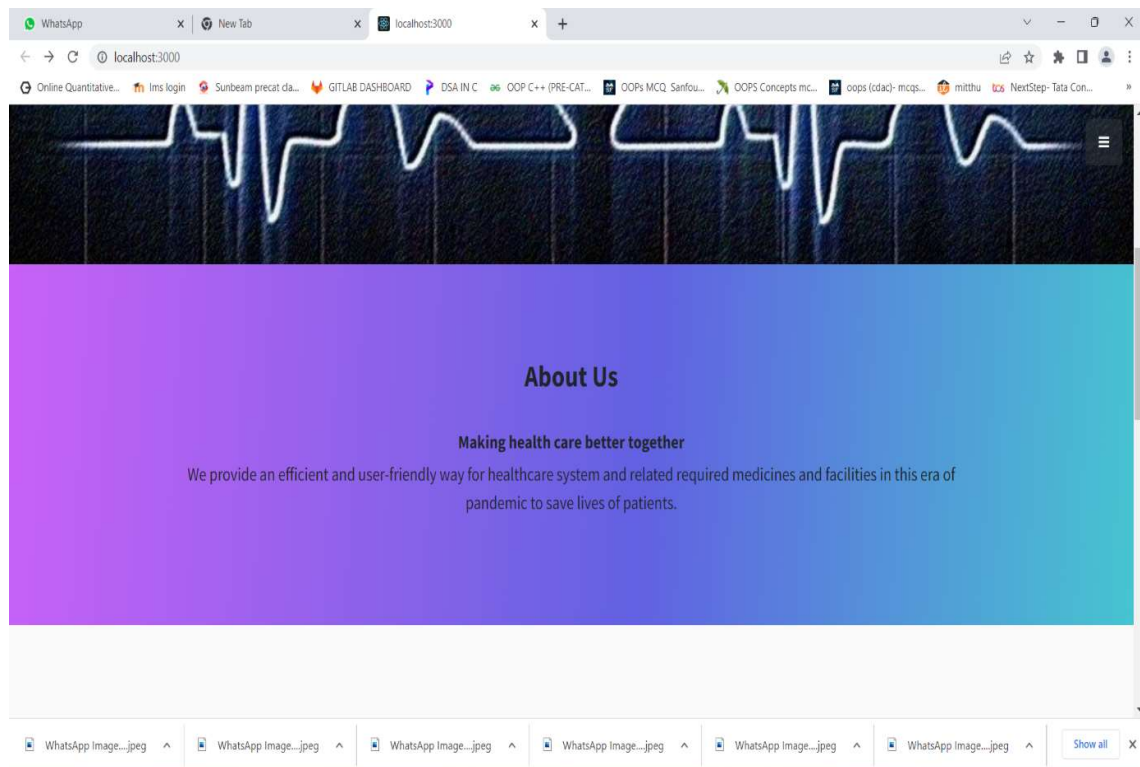 WhatsApp
New Tab
localhost:3000
localhost:3000
Online Quantitative... lms login Sunbeam precat cla... GITLAB DASHBOARD DSA IN C OOP C++ (PRE-CAT... OOPs MCQ Sanfou... OOPS Concepts mc... oops (cdac)- mcqs... mitthu tcs NextStep- Tata Con... »
About Us
Making health care better together
We provide an efficient and user-friendly way for healthcare system and related required medicines and facilities in this era of
pandemic to save lives of patients.
WhatsApp Image....jpeg WhatsApp Image....jpeg WhatsApp Image....jpeg WhatsApp Image....jpeg WhatsApp Image....jpeg WhatsApp Image....jpeg Show all